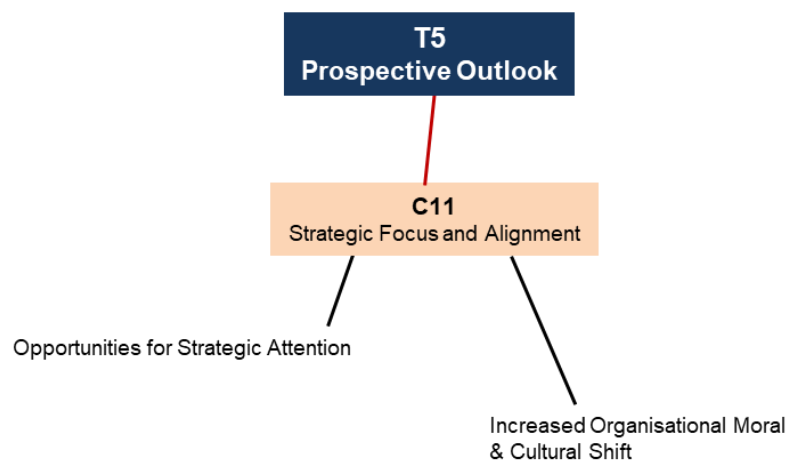 T5
Prospective Outlook
C11
Strategic Focus and Alignment
Opportunities for Strategic Attention
Increased Organisational Moral
& Cultural Shift